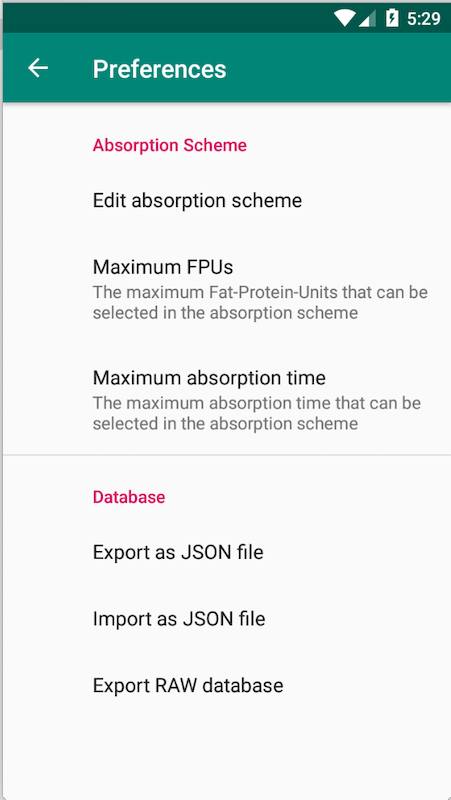 5:29
Preferences
Absorption Scheme
Edit absorption scheme
Maximum FPUs
The maximum Fat-Protein-Units that can be
selected in the absorption scheme
Maximum absorption time
The maximum absorption time that can be
selected in the absorption scheme
Database
Export as JSON file
Import as JSON file
Export RAW database